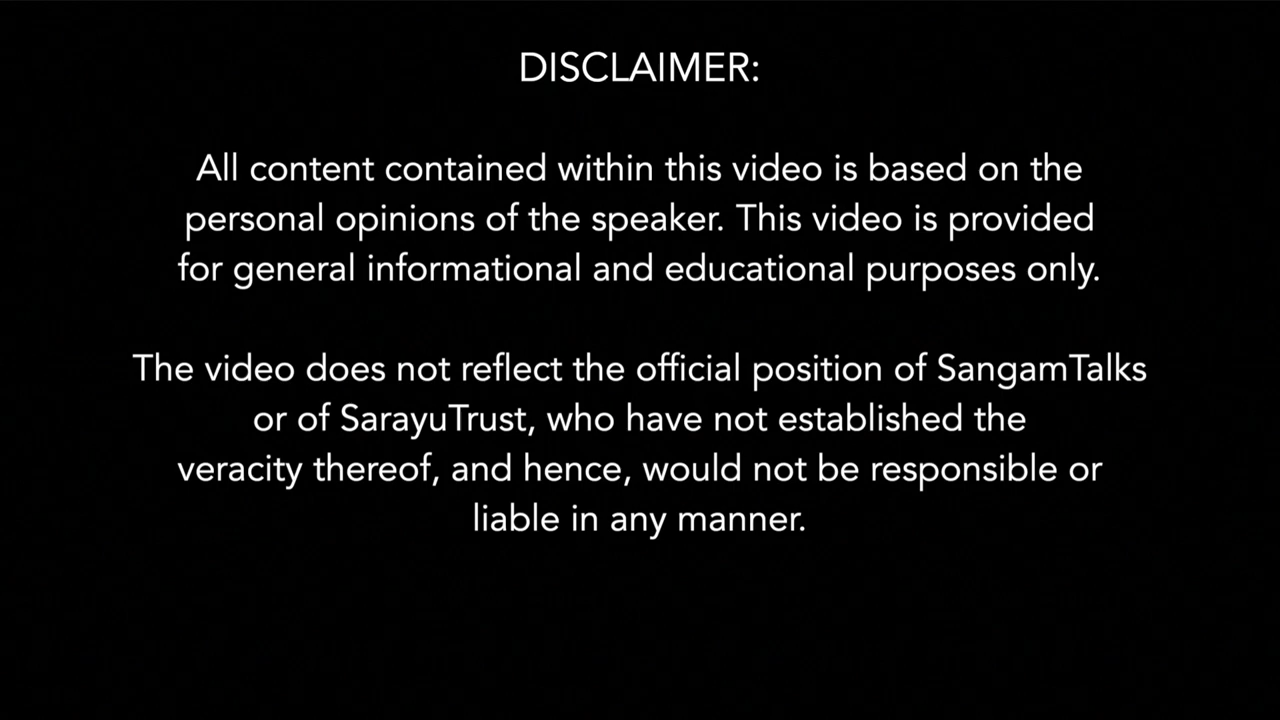 DISCLAIMER:
All content contained within this video is based on the
personal opinions of the speaker. This video is provided
for general informational and educational purposes only.
The video does not reflect the official position of SangamTalks
or of SarayuTrust, who have not established the
veracity thereof, and hence, would not be responsible or
liable in any manner.